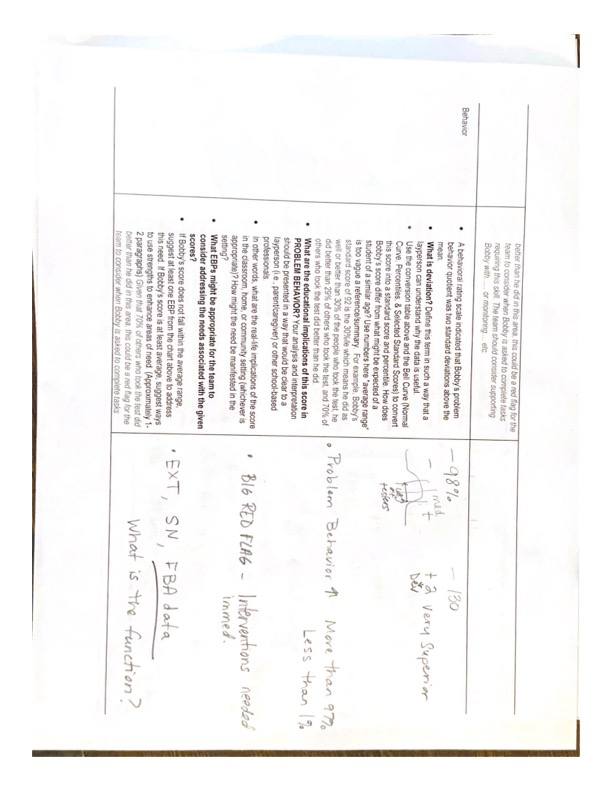 better than he did in this area, this could be a red flag for the
team to consider when Bobby is asked to complete tasks
requiring this skill. The team should consider supporting
Bobby with … or monitoring … etc.
Behavior
• A behavioral rating scale indicated that Bobby's problem
behavior quotient was two standard deviations above the
mean.
• What is deviation? Define this term in such a way that a
layperson can understand why the data is useful.
Use the conversion table above and the Bell Curve (Normal
Curve, Percentiles, & Selected Standard Scores) to convert
this score into a standard score and percentile. How does
Bobby's score differ from what might be expected of a
student of a similar age? Use numbers here "average range"
is too vague a reference/summary. For example, Bobby's
standard score of 92 is the 30%ile which means he did as
well or better than 30% of the people who took the test, he
did better than 29% of others who took the test, and 70% of
others who took the test did better than he did.
• What are the educational implications of this score in
PROBLEM BEHAVIOR? Your analysis and interpretation
should be presented in a way that would be clear to a
layperson (i.e., parent/caregiver) or other school-based
professionals.
• In other words, what are the real-life implications of the score
in the classroom, home, or community setting (whichever is
appropriate)? How might the need be manifested in the
setting?
• What EBPs might be appropriate for the team to
consider addressing the needs associated with the given
scores?
• If Bobby's score does not fall within the average range,
suggest at least one EBP from the chart above to address
this need. If Bobby's score is at least average, suggest ways
to use strengths to enhance areas of need. (Approximately 1-
2 paragraphs) Given that 70% of others who took the test did
better than he did in this area, this could be a red flag for the
team to consider when Bobby is asked to complete tasks
- 98% - 130
+ 2 Very Superior
Dev
of
testers
• Problem Behavior ↑ More than 97%
Less than 1%
• BIG RED FLAG - Interventions needed
immed.
• EXT, SN, FBA data
What is the function?